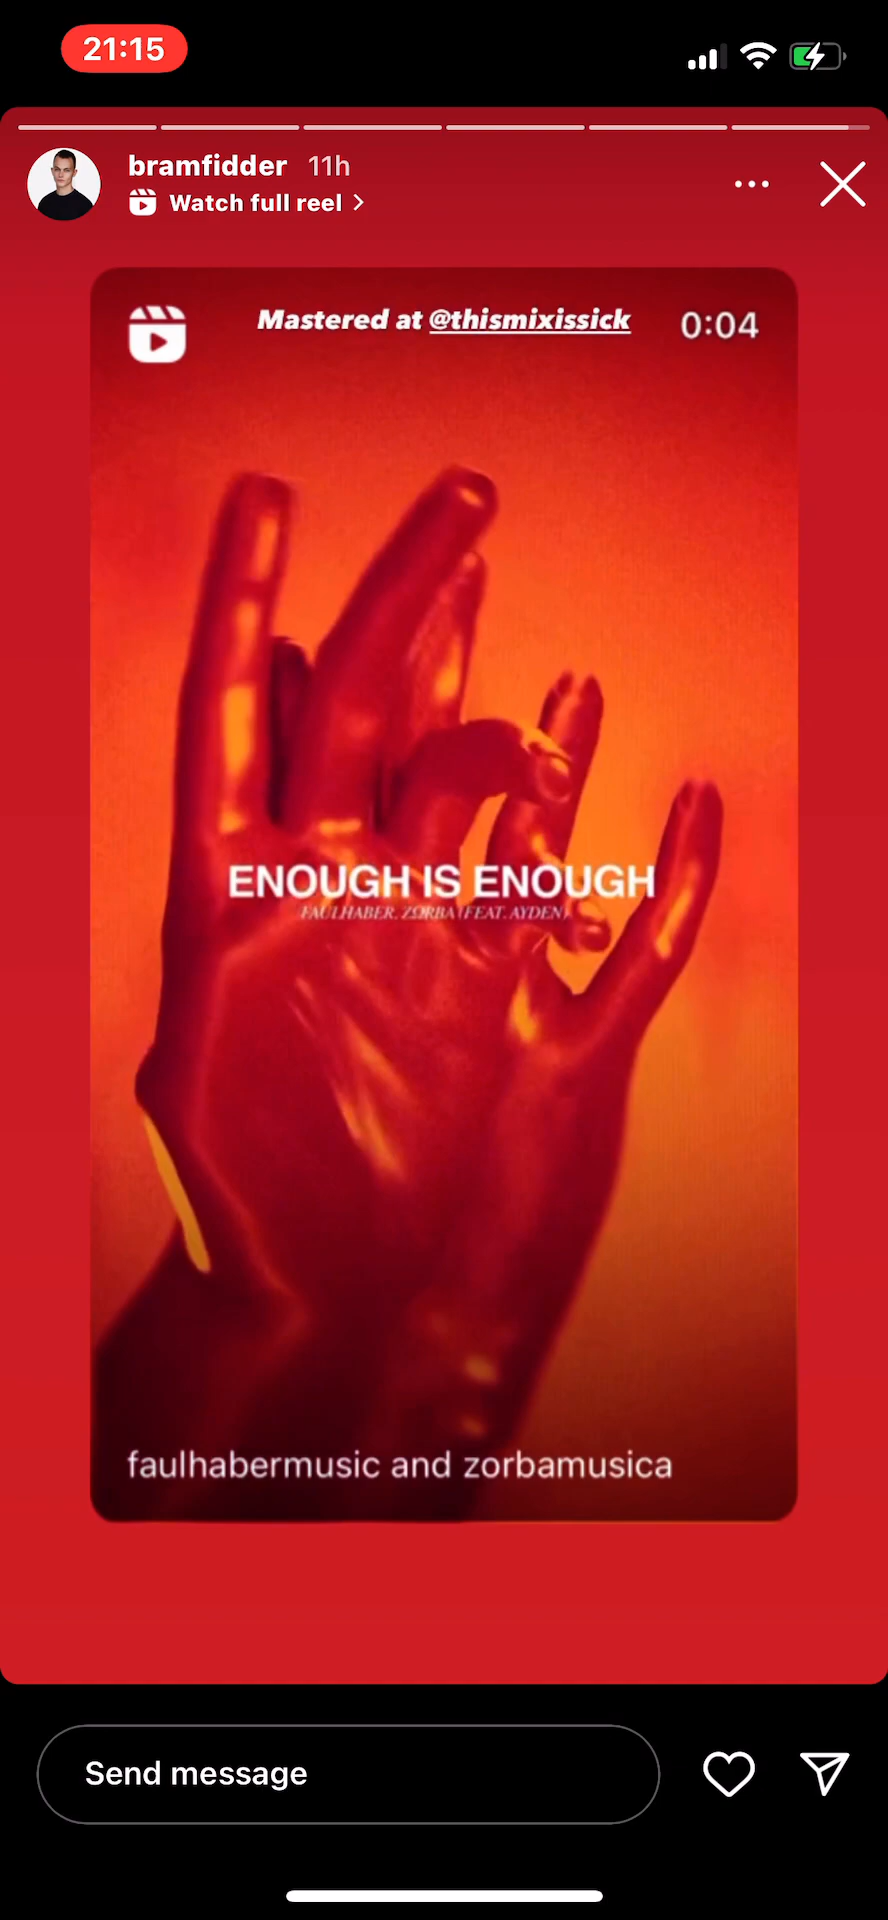 21:15
bramfidder 11h
Watch full reel >
Mastered at @thismixissick 0:04
ENOUGH IS ENOUGH
FAULHABER, ZORBA (FEAT. AYDEN)
faulhabermusic and zorbamusica
Send message